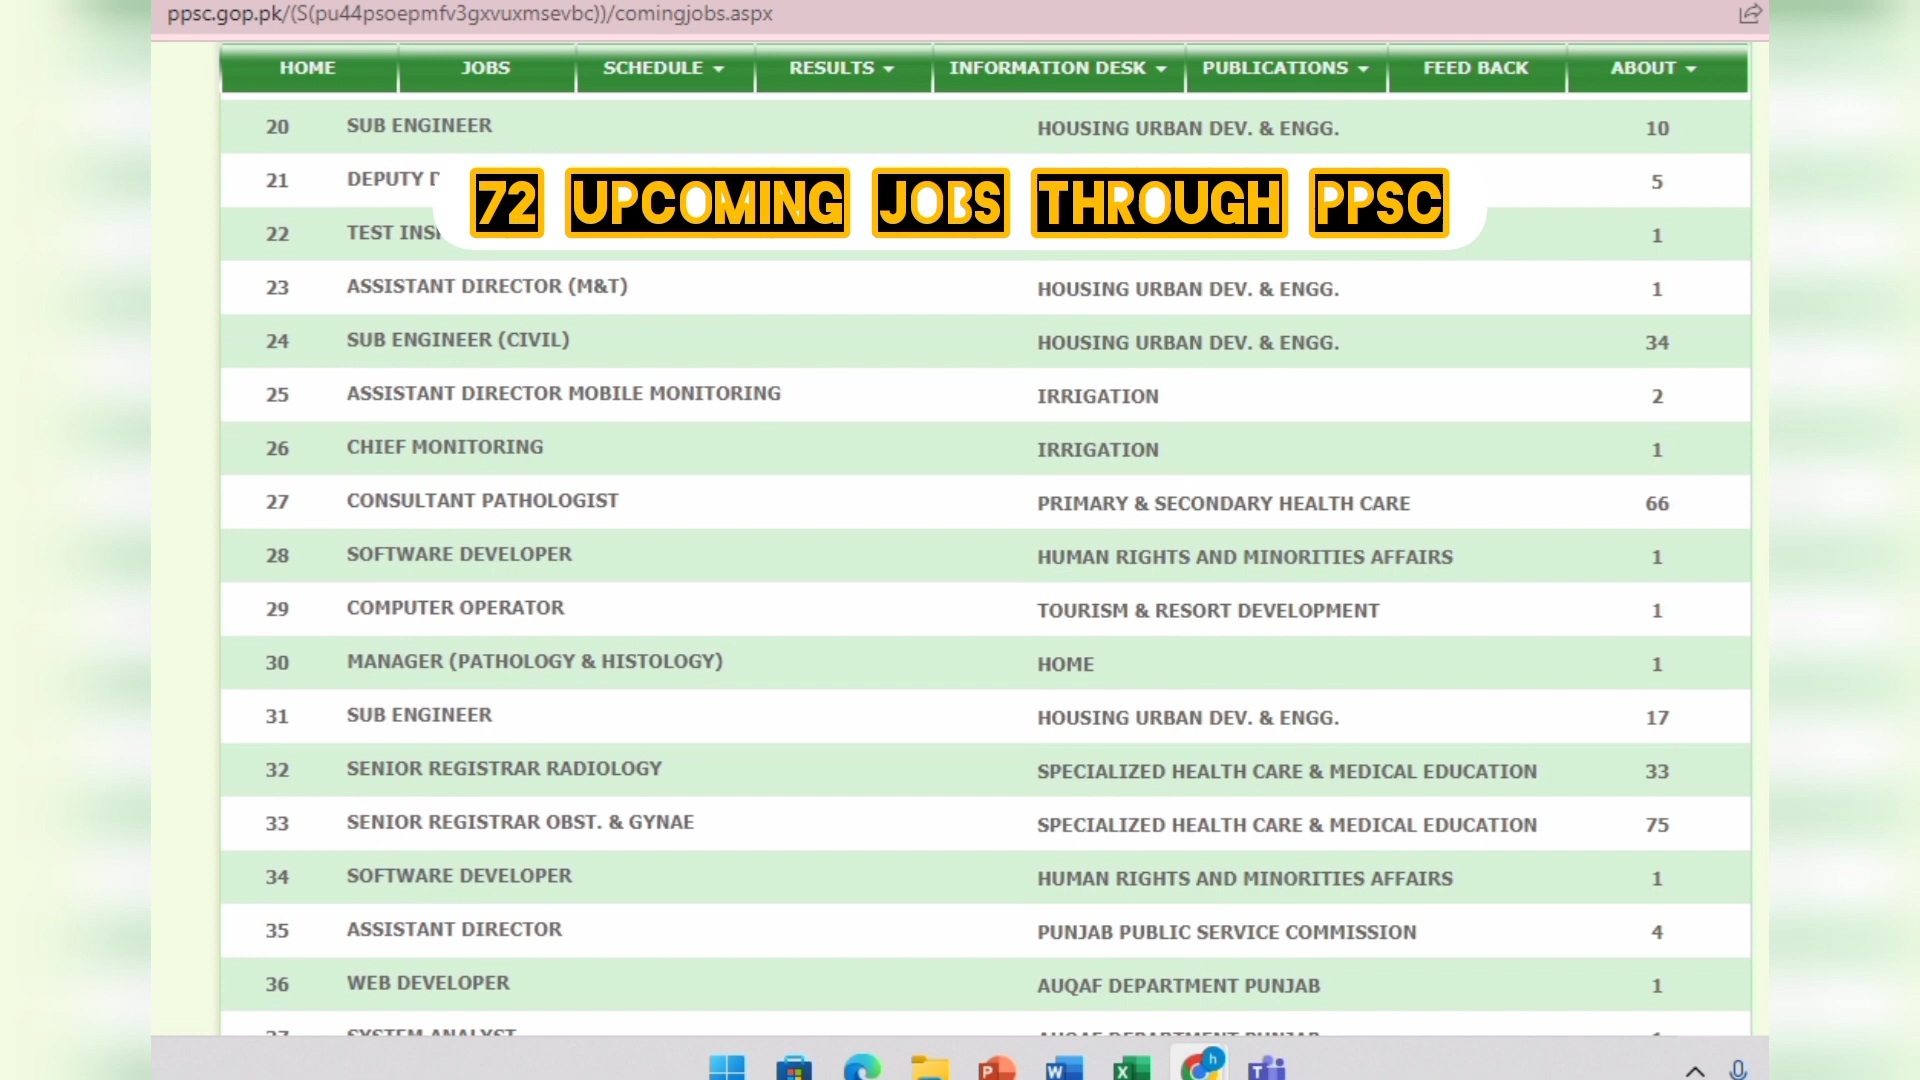 ppsc.gop.pk/(S(pu44psoepmfv3gxvuxmsevbc))/comingjobs.aspx
HOME JOBS SCHEDULE RESULTS INFORMATION DESK PUBLICATIONS FEED BACK ABOUT
20 SUB ENGINEER HOUSING URBAN DEV. & ENGG. 10
21 DEPUTY 5
72 UPCOMING JOBS THROUGH PPSC
22 TEST 1
23 ASSISTANT DIRECTOR (M&T) HOUSING URBAN DEV. & ENGG. 1
24 SUB ENGINEER (CIVIL) HOUSING URBAN DEV. & ENGG. 34
25 ASSISTANT DIRECTOR MOBILE MONITORING IRRIGATION 2
26 CHIEF MONITORING IRRIGATION 1
27 CONSULTANT PATHOLOGIST PRIMARY & SECONDARY HEALTH CARE 66
28 SOFTWARE DEVELOPER HUMAN RIGHTS AND MINORITIES AFFAIRS 1
29 COMPUTER OPERATOR TOURISM & RESORT DEVELOPMENT 1
30 MANAGER (PATHOLOGY & HISTOLOGY) HOME 1
31 SUB ENGINEER HOUSING URBAN DEV. & ENGG. 17
32 SENIOR REGISTRAR RADIOLOGY SPECIALIZED HEALTH CARE & MEDICAL EDUCATION 33
33 SENIOR REGISTRAR OBST. & GYNAE SPECIALIZED HEALTH CARE & MEDICAL EDUCATION 75
34 SOFTWARE DEVELOPER HUMAN RIGHTS AND MINORITIES AFFAIRS 1
35 ASSISTANT DIRECTOR PUNJAB PUBLIC SERVICE COMMISSION 4
36 WEB DEVELOPER AUQAF DEPARTMENT PUNJAB 1